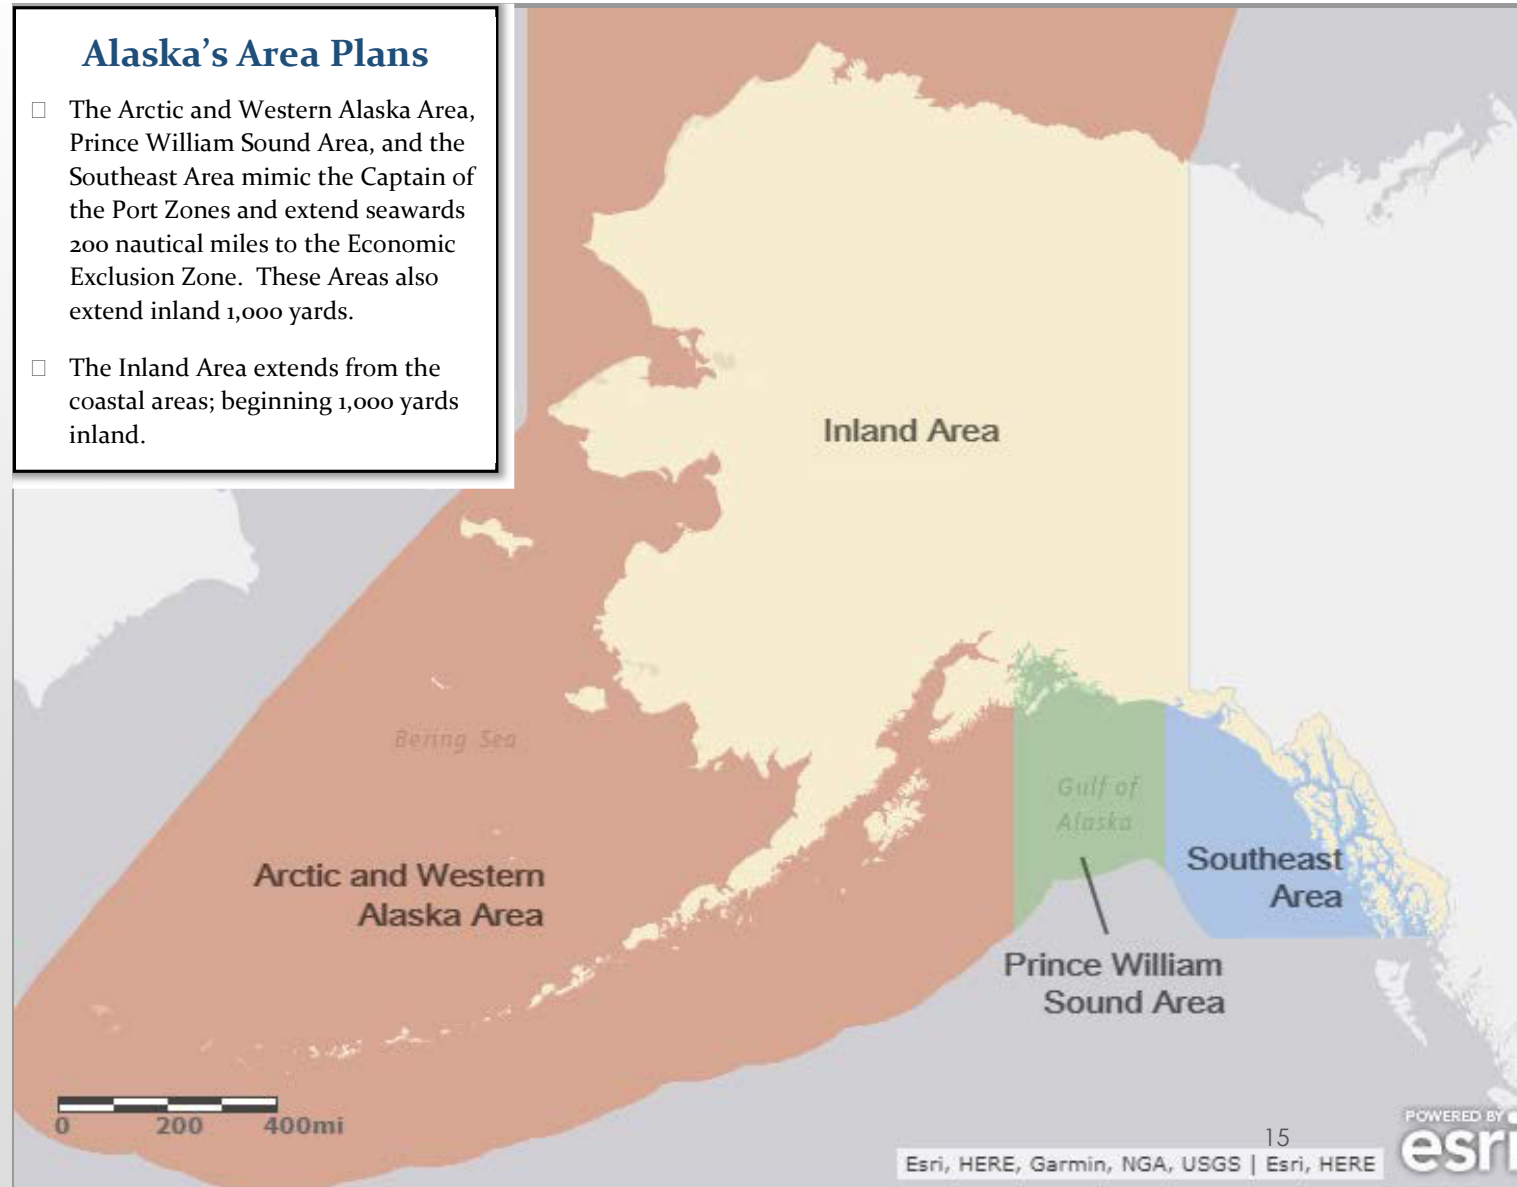 Alaska’s Area Plans
□ The Arctic and Western Alaska Area,
Prince William Sound Area, and the
Southeast Area mimic the Captain of
the Port Zones and extend seawards
200 nautical miles to the Economic
Exclusion Zone.  These Areas also
extend inland 1,000 yards.
□ The Inland Area extends from the
coastal areas; beginning 1,000 yards
inland.
Inland Area
Bering Sea
Gulf of
Alaska
Arctic and Western
Alaska Area
Southeast
Area
Prince William
Sound Area
0 200 400mi
15
Esri, HERE, Garmin, NGA, USGS | Esri, HERE
POWERED BY
esri